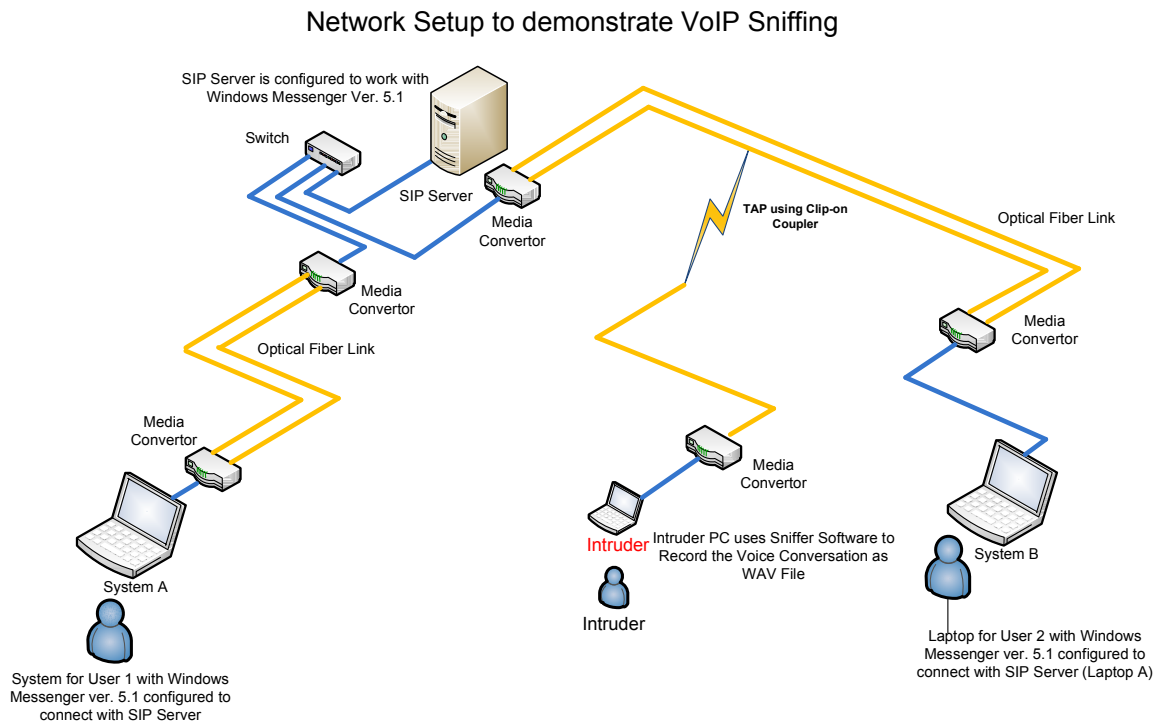 Network Setup to demonstrate VoIP Sniffing
SIP Server is configured to work with
Windows Messenger Ver. 5.1
Switch
SIP Server
Media
Convertor
TAP using Clip-on
Coupler
Optical Fiber Link
Media
Convertor
Media
Convertor
Optical Fiber Link
Media
Convertor
Media
Convertor
System A
Intruder
Intruder PC uses Sniffer Software to
Record the Voice Conversation as
WAV File
System B
Intruder
Laptop for User 2 with Windows
Messenger ver. 5.1 configured to
connect with SIP Server (Laptop A)
System for User 1 with Windows
Messenger ver. 5.1 configured to
connect with SIP Server